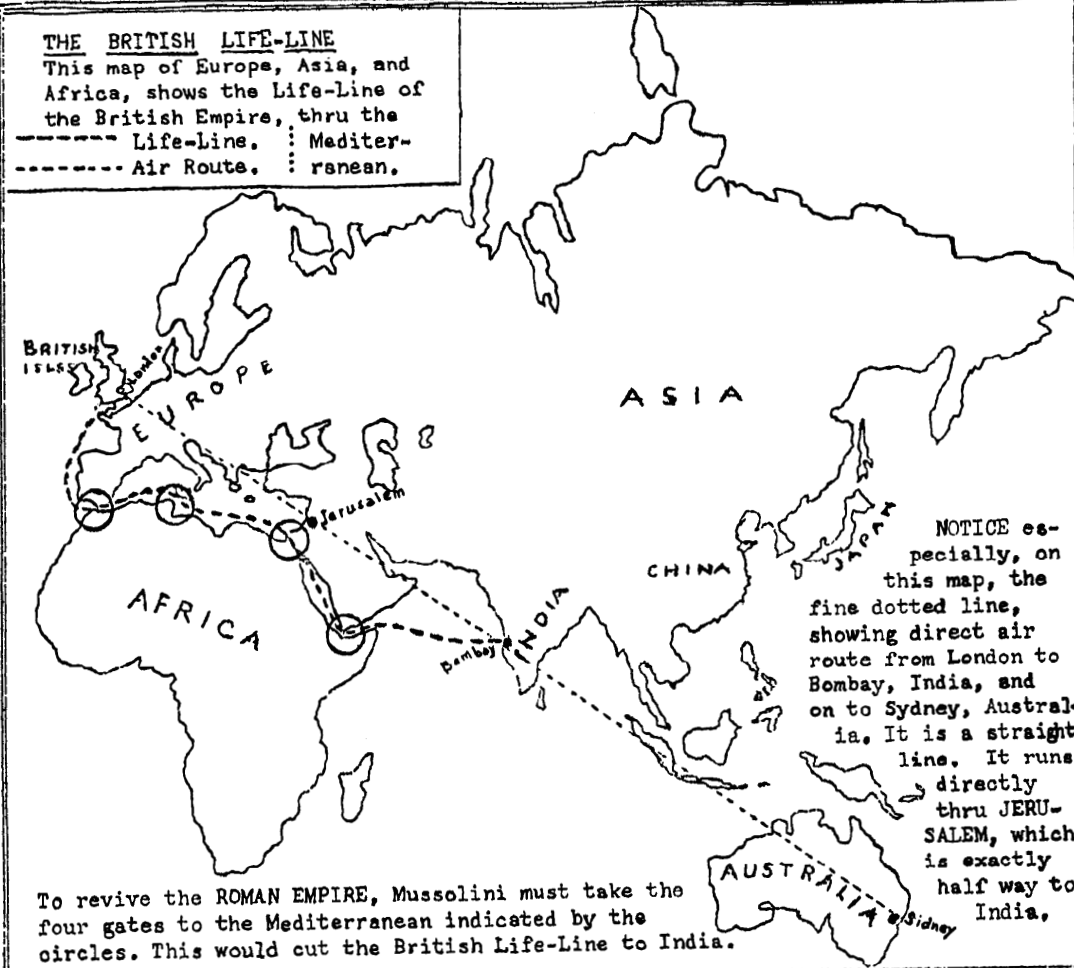 THE BRITISH LIFE-LINE
This map of Europe, Asia, and
Africa, shows the Life-Line of
the British Empire, thru the
Life-Line. Mediter-
Air Route. ranean.
BRITISH
ISLES
London
EUROPE
ASIA
Jerusalem
JAPAN
CHINA
AFRICA
INDIA
Bombay
NOTICE es-
pecially, on
this map, the
fine dotted line,
showing direct air
route from London to
Bombay, India, and
on to Sydney, Austral-
ia. It is a straight
line. It runs
directly
thru JERU-
SALEM, which
is exactly
half way to
India.
AUSTRALIA
Sidney
To revive the ROMAN EMPIRE, Mussolini must take the
four gates to the Mediterranean indicated by the
circles. This would cut the British Life-Line to India.